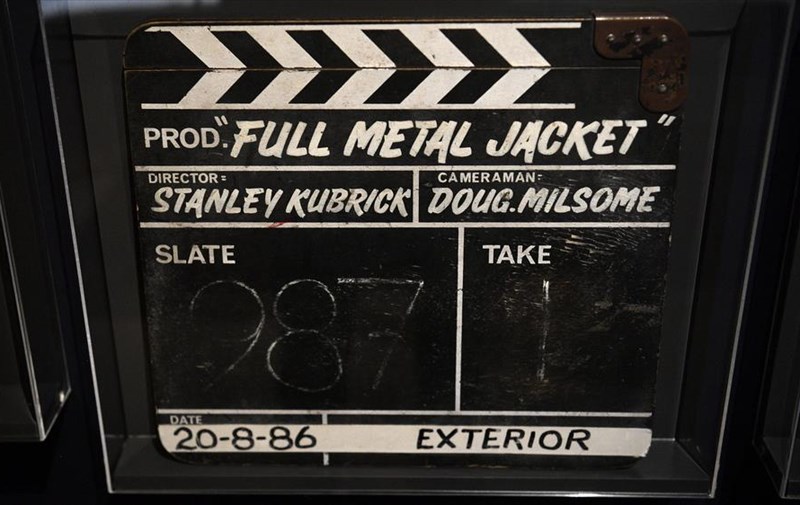 PROD. "FULL METAL JACKET"
DIRECTOR=
STANLEY KUBRICK
CAMERAMAN=
DOUG.MILSOME
SLATE
987
TAKE
1
DATE
20-8-86
EXTERIOR